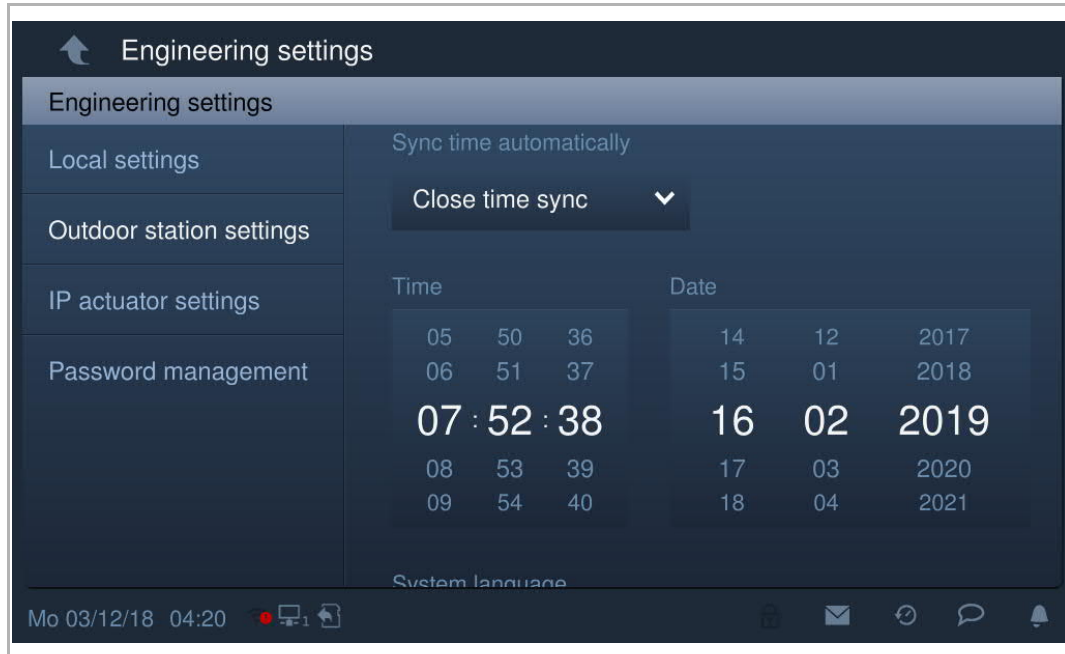 Engineering settings
Engineering settings
Local settings
Outdoor station settings
IP actuator settings
Password management
Sync time automatically
Close time sync
Time
Date
05 50 36 14 12 2017
06 51 37 15 01 2018
07 : 52 : 38 16 02 2019
08 53 39 17 03 2020
09 54 40 18 04 2021
System language
Mo 03/12/18 04:20 1